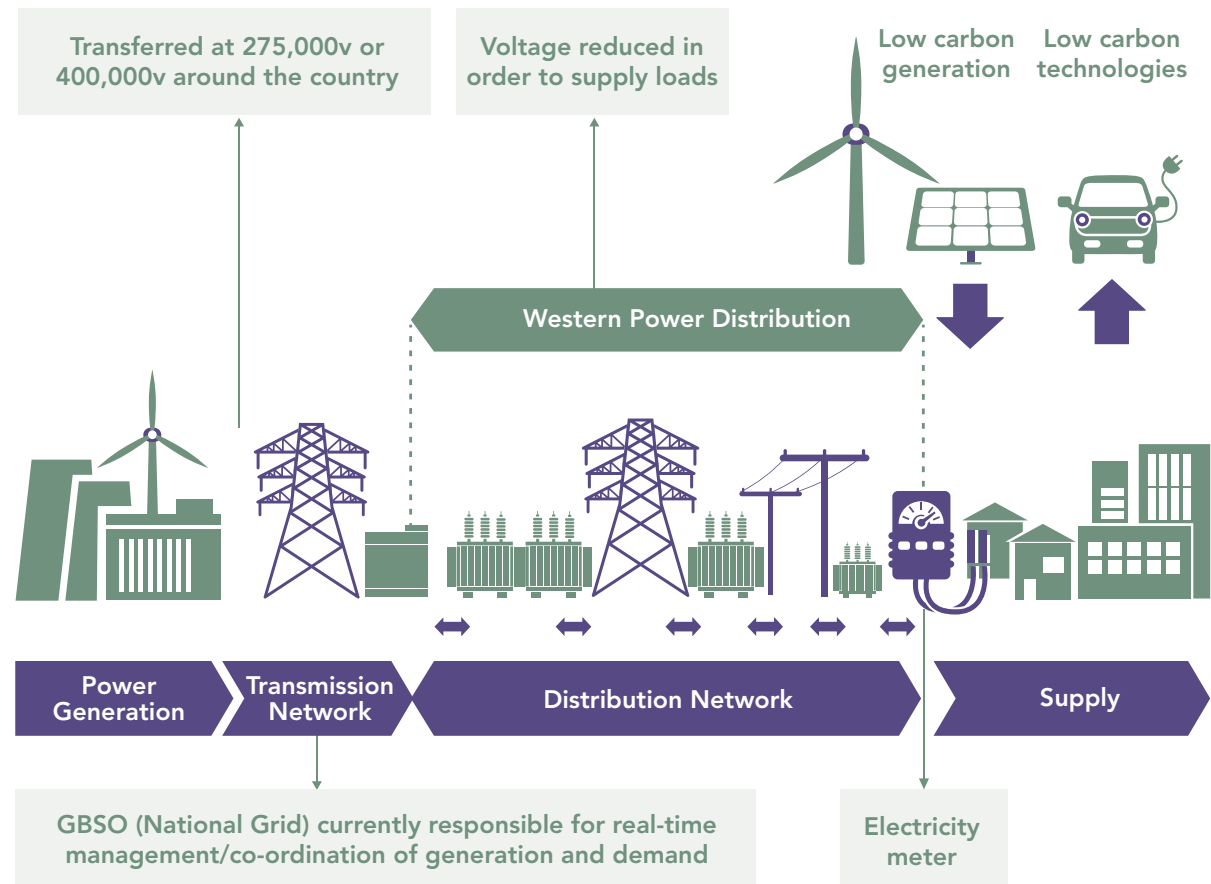 Transferred at 275,000v or
400,000v around the country
Voltage reduced in
order to supply loads
Low carbon
generation
Low carbon
technologies
Western Power Distribution
Power
Generation
Transmission
Network
Distribution Network
Supply
GBSO (National Grid) currently responsible for real-time
management/co-ordination of generation and demand
Electricity
meter